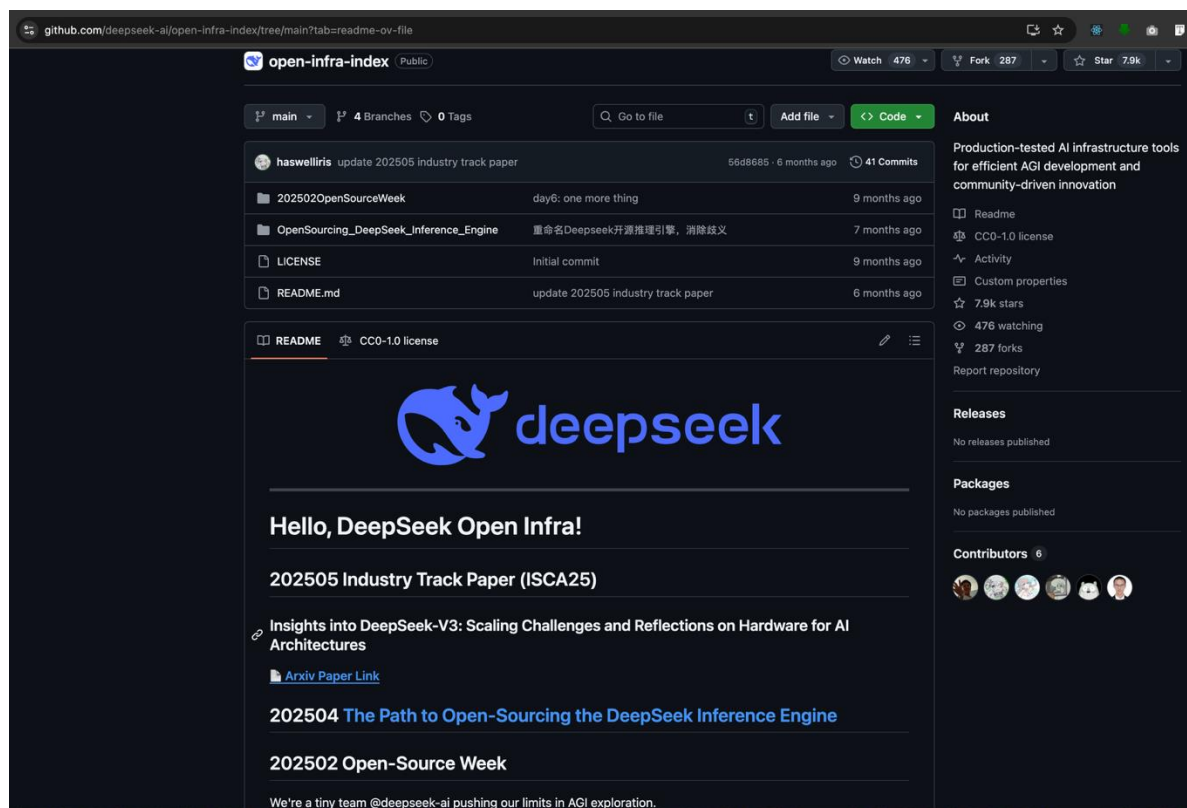 github.com/deepseek-ai/open-infra-index/tree/main?tab=readme-ov-file
open-infra-index Public
Watch 476
Fork 287
Star 7.9k
main
4 Branches
0 Tags
Go to file
t
Add file
Code
haswelliris update 202505 industry track paper
56d8685 · 6 months ago
41 Commits
202502OpenSourceWeek
day6: one more thing
9 months ago
OpenSourcing_DeepSeek_Inference_Engine
重命名Deepseek开源推理引擎，消除歧义
7 months ago
LICENSE
Initial commit
9 months ago
README.md
update 202505 industry track paper
6 months ago
README
CC0-1.0 license
deepseek
Hello, DeepSeek Open Infra!
202505 Industry Track Paper (ISCA25)
Insights into DeepSeek-V3: Scaling Challenges and Reflections on Hardware for AI
Architectures
Arxiv Paper Link
202504 The Path to Open-Sourcing the DeepSeek Inference Engine
202502 Open-Source Week
We're a tiny team @deepseek-ai pushing our limits in AGI exploration.
About
Production-tested AI infrastructure tools
for efficient AGI development and
community-driven innovation
Readme
CC0-1.0 license
Activity
Custom properties
7.9k stars
476 watching
287 forks
Report repository
Releases
No releases published
Packages
No packages published
Contributors 6